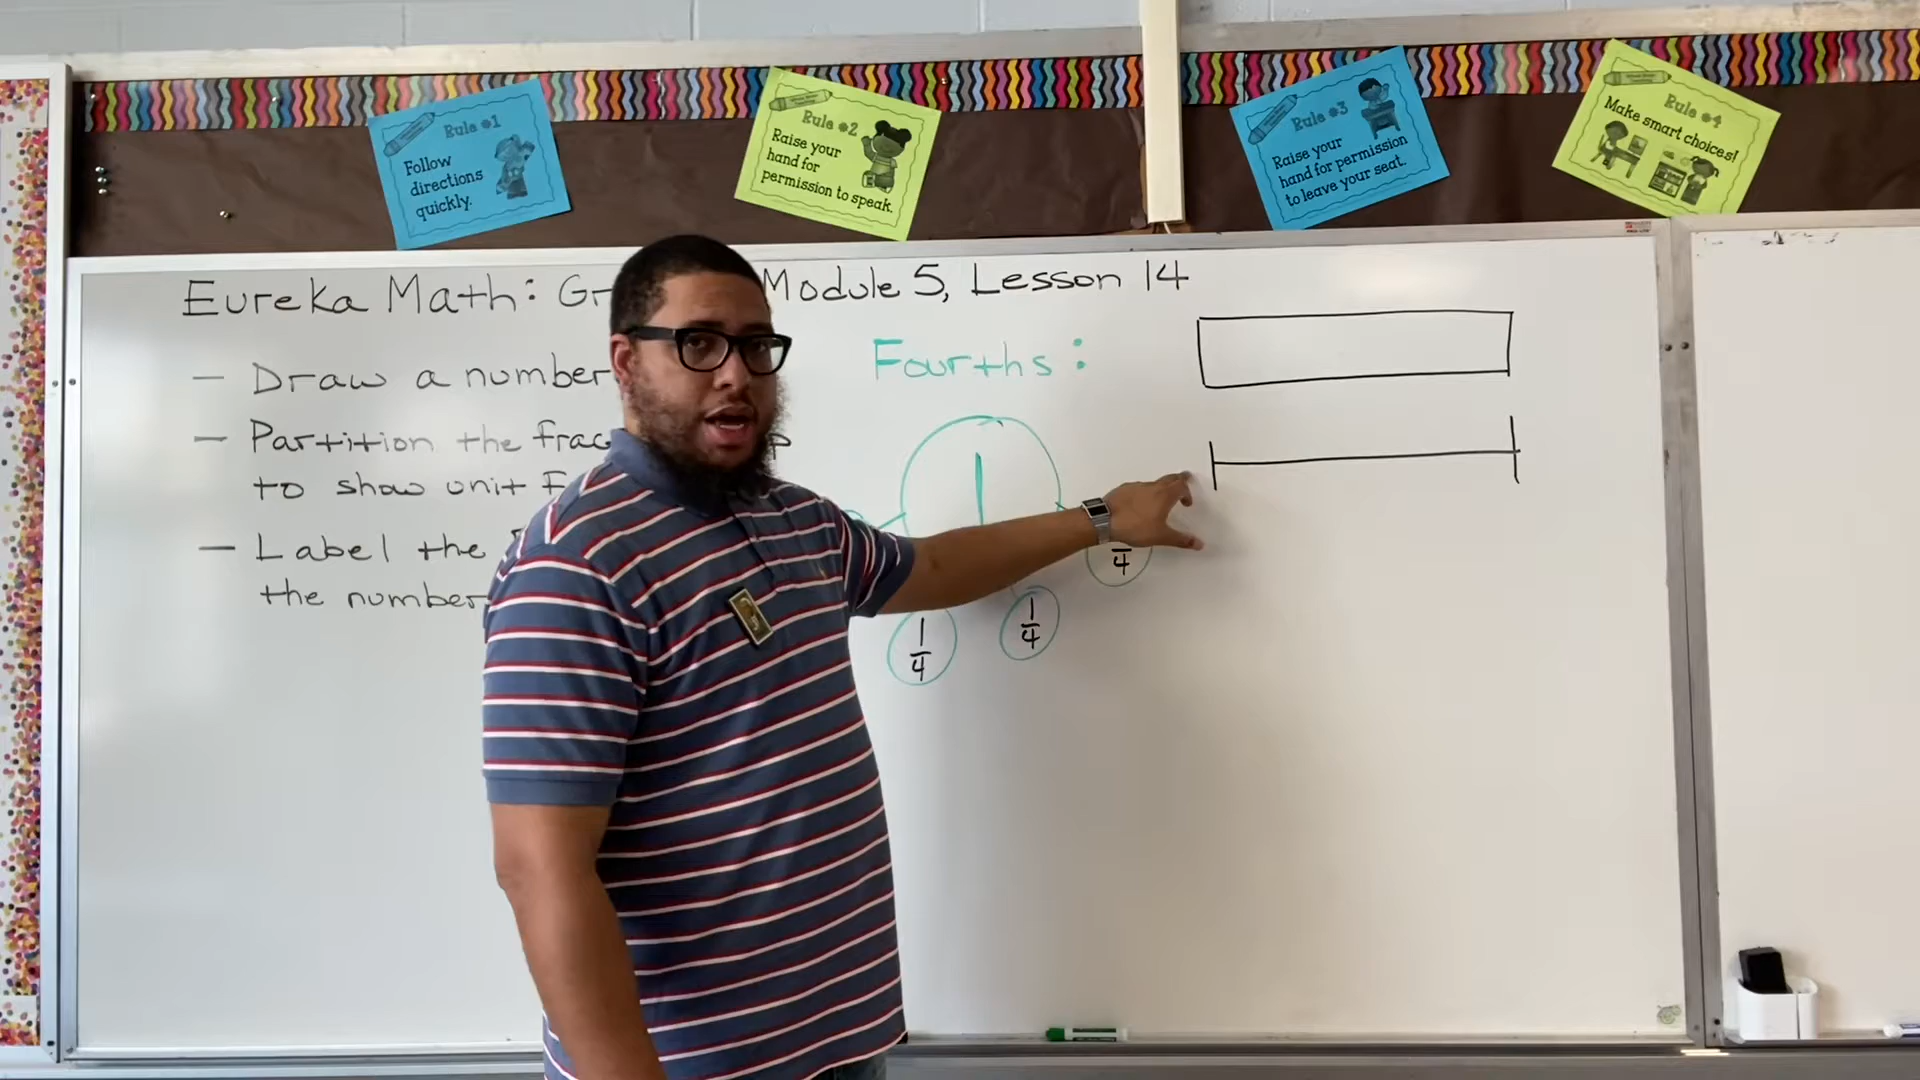 Rule #1
Follow
directions
quickly.
Rule #2
Raise your
hand for
permission to speak.
Rule #3
Raise your
hand for permission
to leave your seat.
Rule #4
Make smart choices!
Eureka Math: Module 5, Lesson 14
- Draw a number
- Partition the
to show unit
- Label the
the number
Fourths:
1
1/4
1/4
4